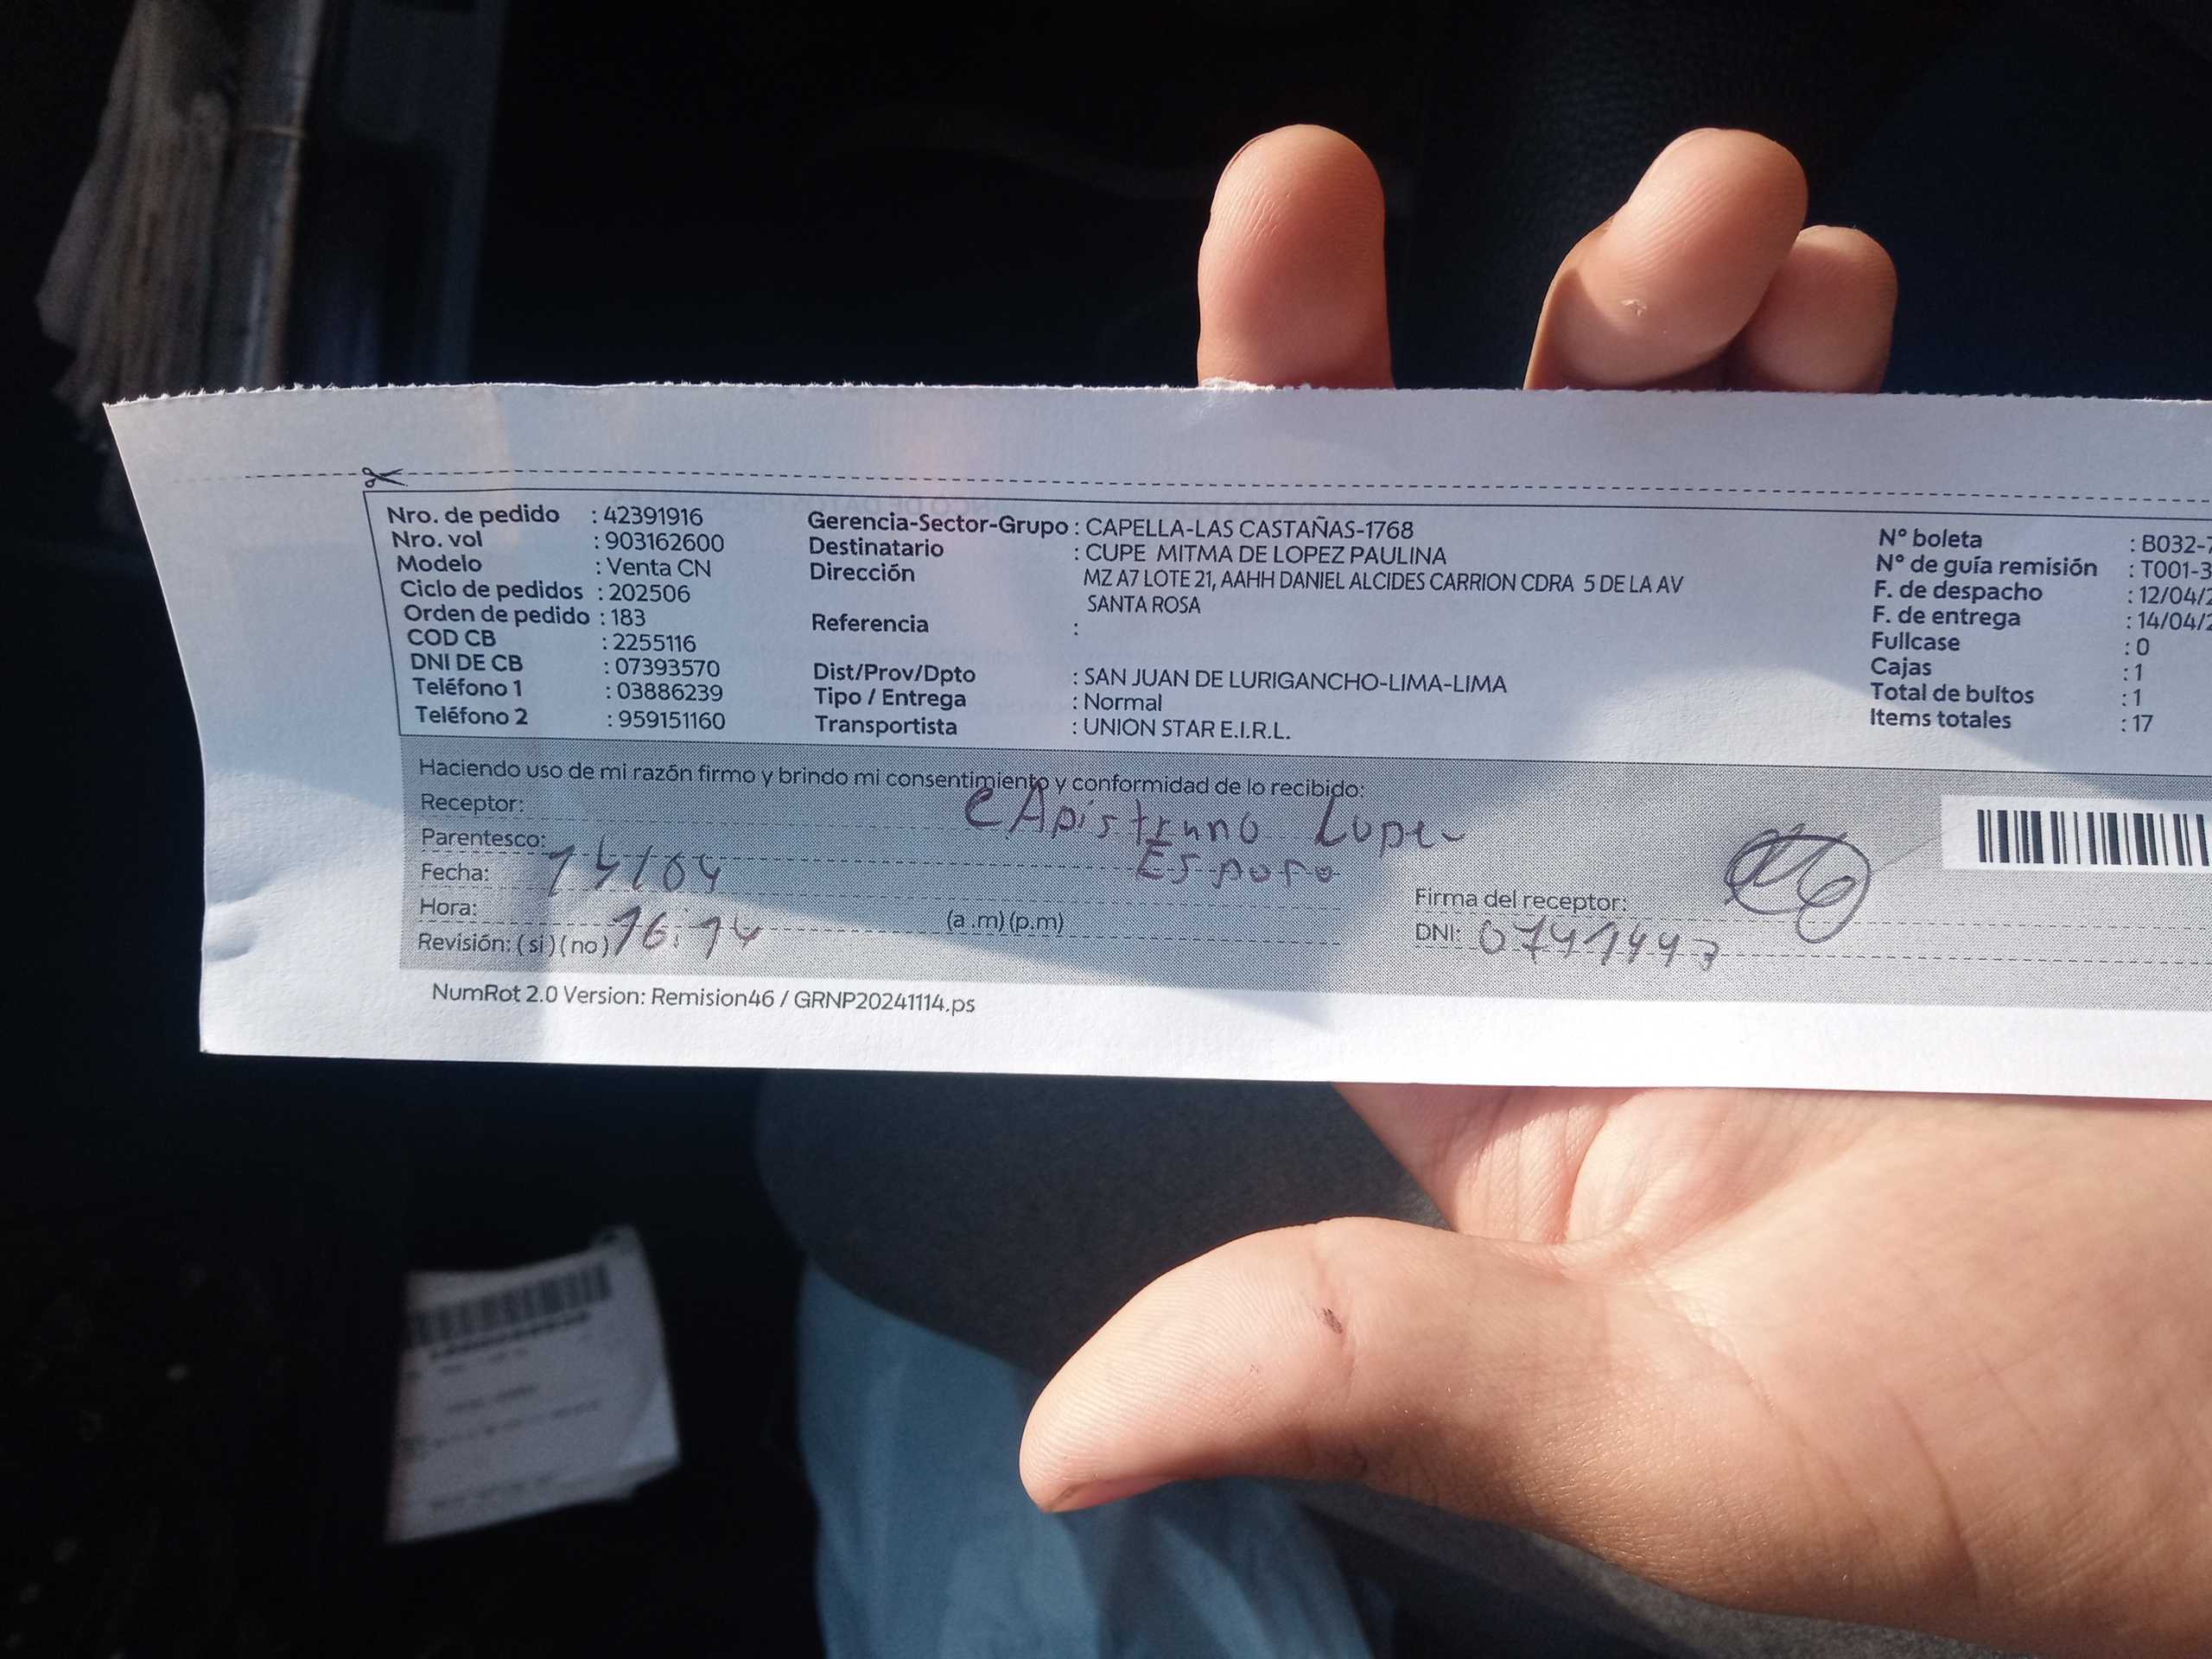 Nro. de pedido : 42391916
Nro. vol : 903162600
Modelo : Venta CN
Ciclo de pedidos : 202506
Orden de pedido : 183
COD CB : 2255116
DNI DE CB : 07393570
Teléfono 1 : 03886239
Teléfono 2 : 959151160
Gerencia-Sector-Grupo : CAPELLA-LAS CASTAÑAS-1768
Destinatario : CUPE MITMA DE LOPEZ PAULINA
Dirección : MZ A7 LOTE 21, AAHH DANIEL ALCIDES CARRION CDRA 5 DE LA AV
SANTA ROSA
Referencia :
Dist/Prov/Dpto : SAN JUAN DE LURIGANCHO-LIMA-LIMA
Tipo / Entrega : Normal
Transportista : UNION STAR E.I.R.L.
N° boleta : B032-
N° de guía remisión : T001-3
F. de despacho : 12/04/2
F. de entrega : 14/04/2
Fullcase : 0
Cajas : 1
Total de bultos : 1
Items totales : 17
Haciendo uso de mi razón firmo y brindo mi consentimiento y conformidad de lo recibido:
Receptor:
Parentesco:
Fecha: 14/04
Hora: (a .m) (p.m)
Revisión: ( si ) ( no ) 16:14
Firma del receptor:
DNI: 07419443
NumRot 2.0 Version: Remision46 / GRNP20241114.ps